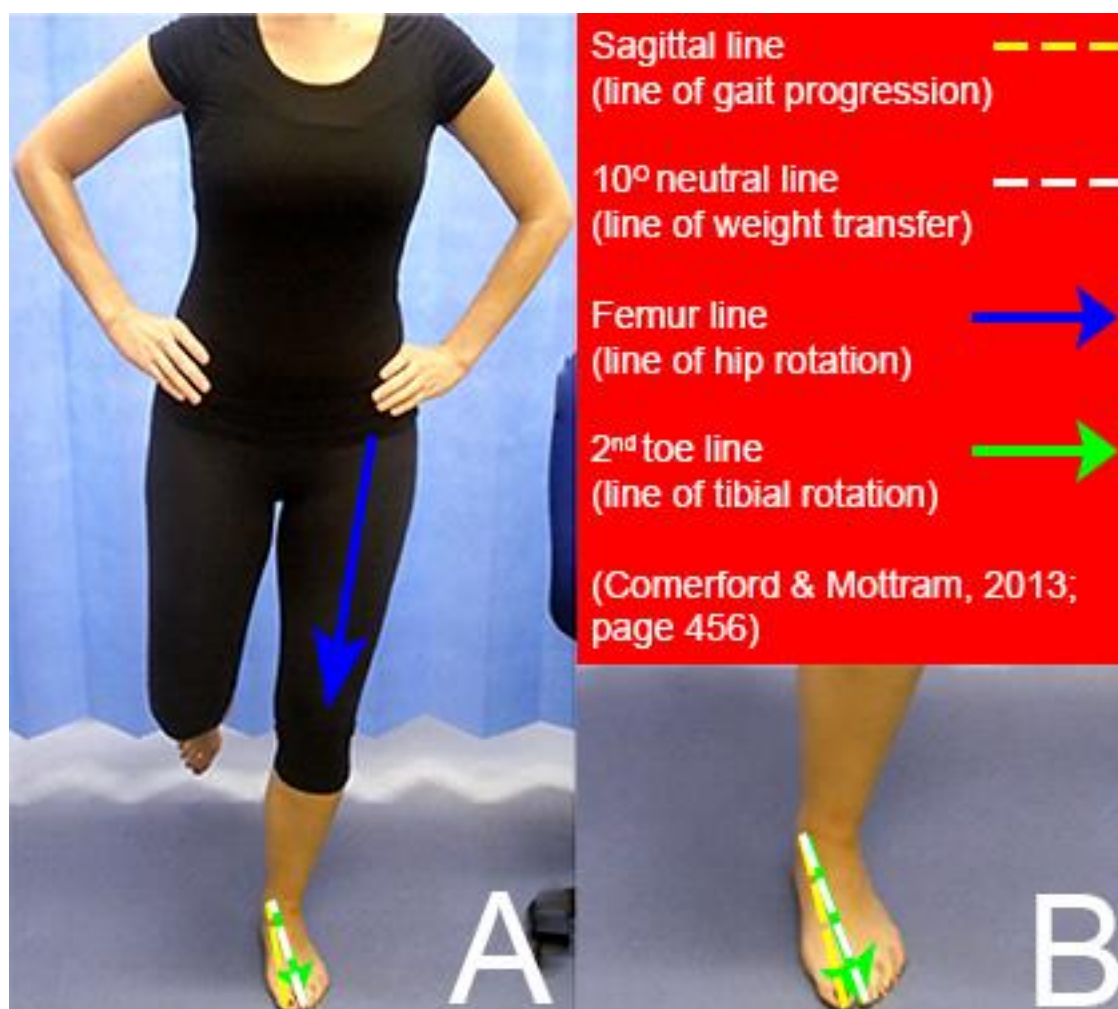 Sagittal line
(line of gait progression)
10º neutral line
(line of weight transfer)
Femur line
(line of hip rotation)
2nd toe line
(line of tibial rotation)
(Comerford & Mottram, 2013;
page 456)
A
B